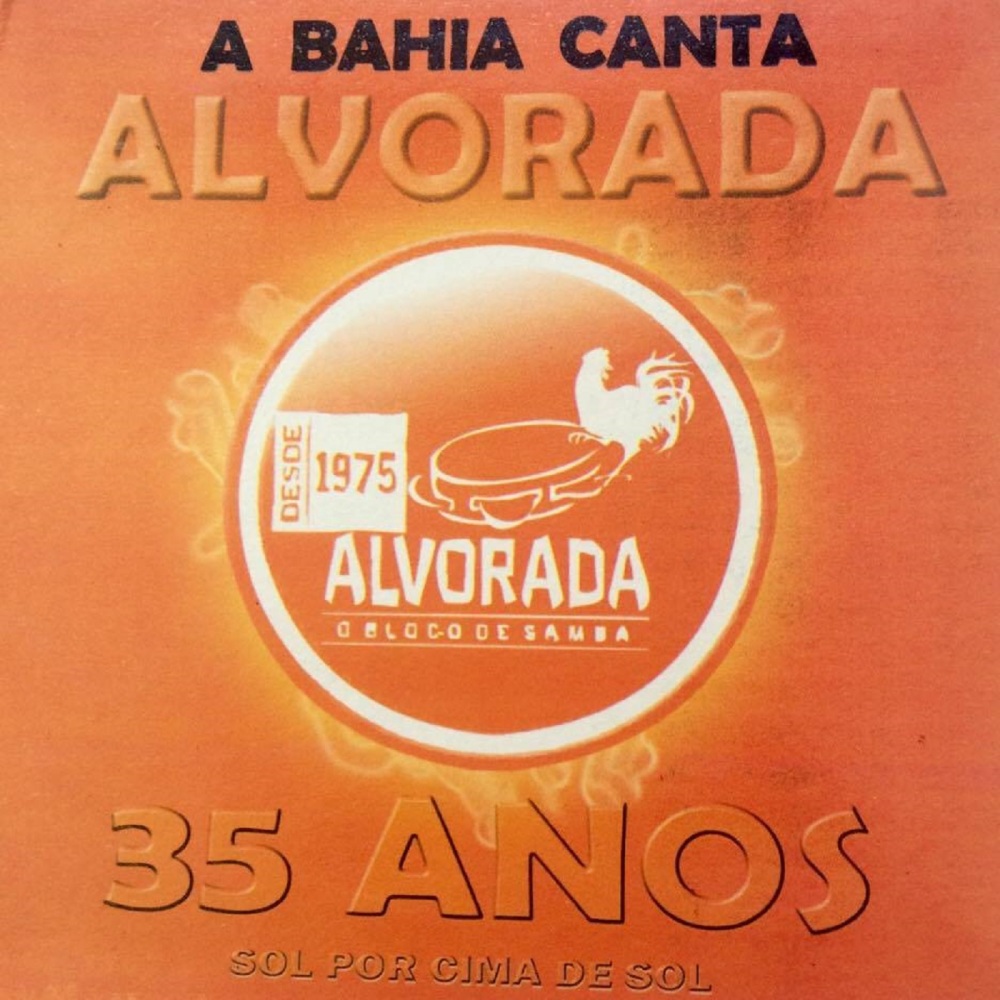 A BAHIA CANTA
ALVORADA
DESDE
1975
ALVORADA
O BLOCO DE SAMBA
35 ANOS
SOL POR CIMA DE SOL